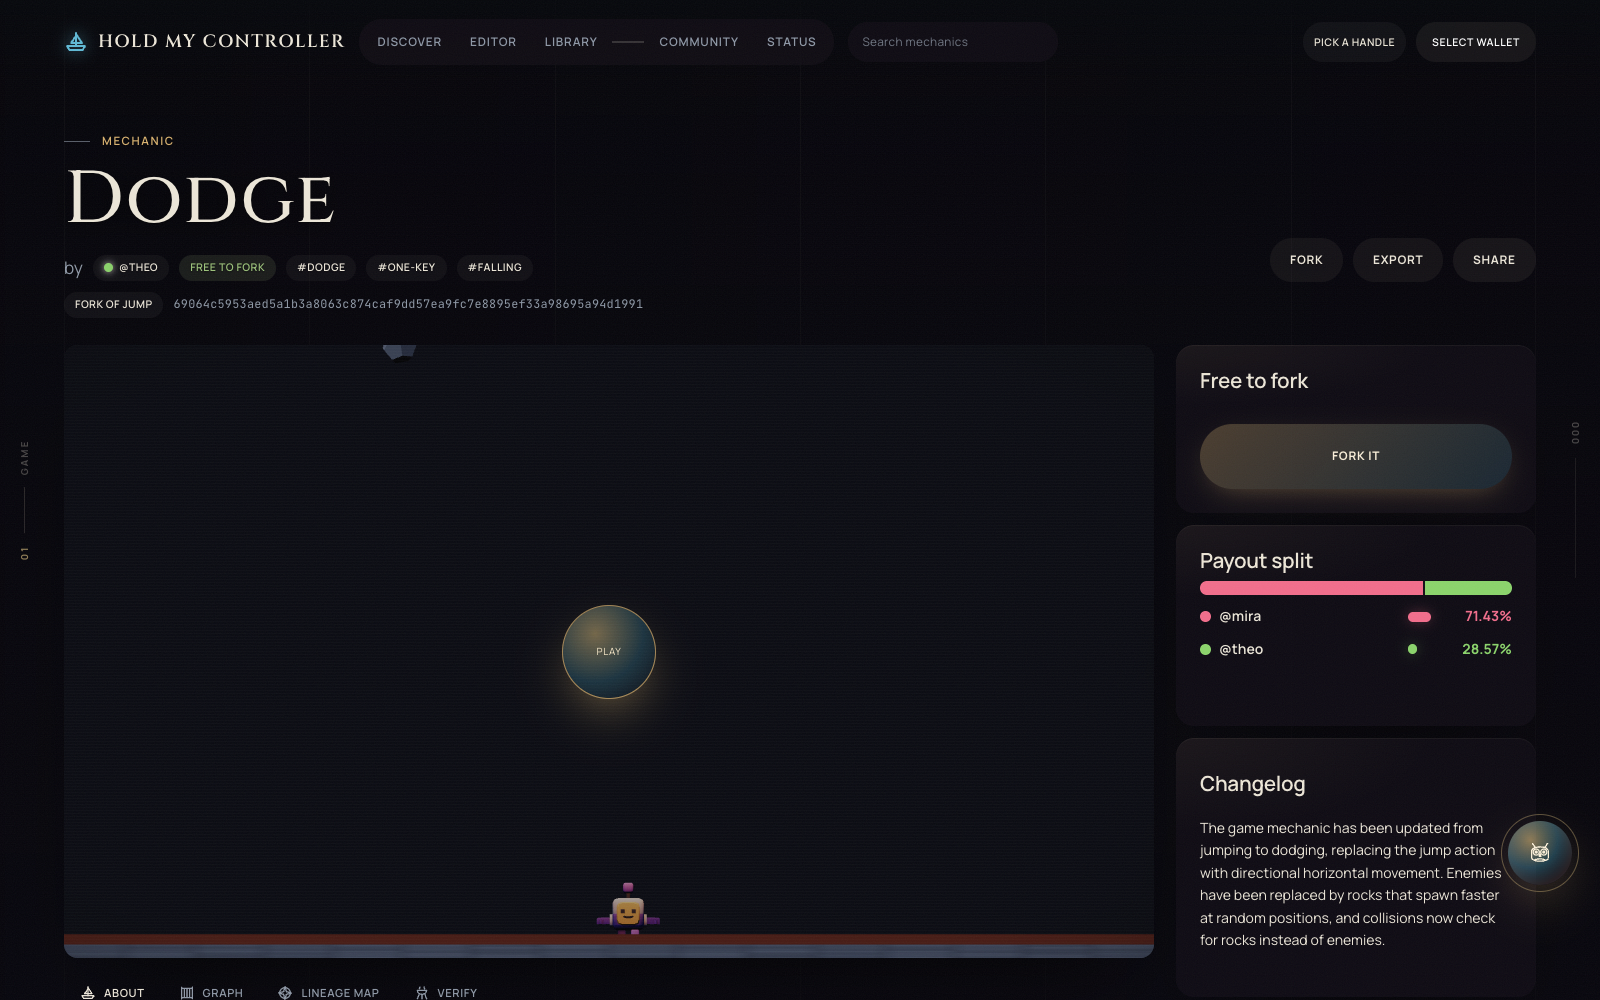 HOLD MY CONTROLLER
DISCOVER EDITOR LIBRARY COMMUNITY STATUS
Search mechanics
PICK A HANDLE
SELECT WALLET
MECHANIC
DODGE
by @THEO FREE TO FORK #DODGE #ONE-KEY #FALLING
FORK EXPORT SHARE
FORK OF JUMP 69064c5953aed5a1b3a8063c874caf9dd57ea9fc7e8895ef33a98695a94d1991
GAME
01
000
PLAY
Free to fork
FORK IT
Payout split
@mira 71.43%
@theo 28.57%
Changelog
The game mechanic has been updated from
jumping to dodging, replacing the jump action
with directional horizontal movement. Enemies
have been replaced by rocks that spawn faster
at random positions, and collisions now check
for rocks instead of enemies.
ABOUT GRAPH LINEAGE MAP VERIFY